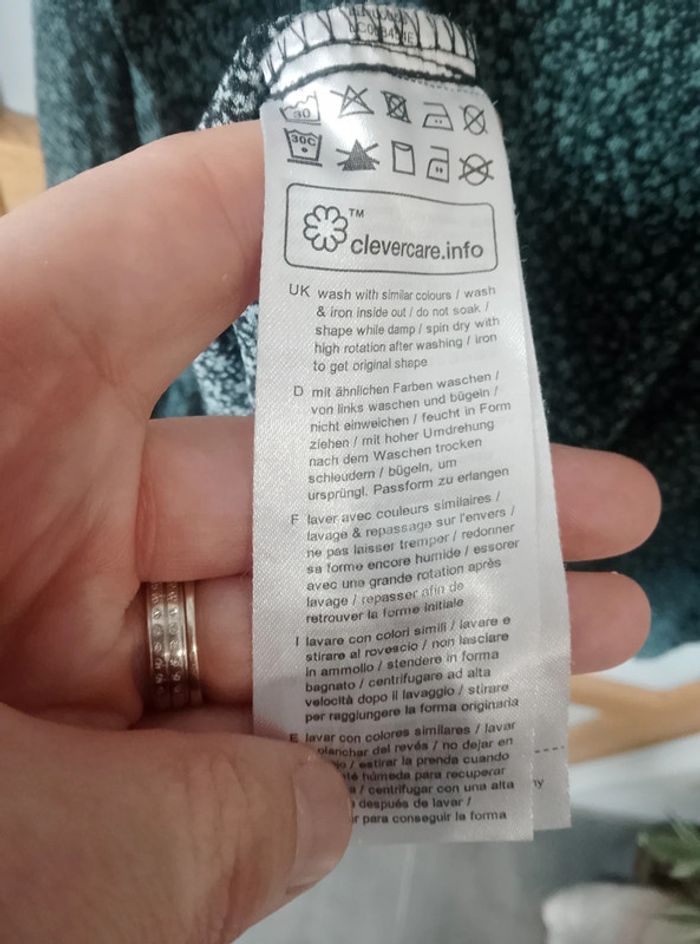 30
30C
TM
clevercare.info
UK wash with similar colours / wash
& iron inside out / do not soak /
shape while damp / spin dry with
high rotation after washing / iron
to get original shape
D mit ähnlichen Farben waschen /
von links waschen und bügeln /
nicht einweichen / feucht in Form
ziehen / mit hoher Umdrehung
nach dem Waschen trocken
schleudern / bügeln, um
ursprüngl. Passform zu erlangen
F laver avec couleurs similaires /
lavage & repassage sur l'envers /
ne pas laisser tremper / redonner
sa forme encore humide / essorer
avec une grande rotation après
lavage / repasser afin de
retrouver la forme initiale
I lavare con colori simili / lavare e
stirare al rovescio / non lasciare
in ammollo / stendere in forma
bagnato / centrifugare ad alta
velocità dopo il lavaggio / stirare
per raggiungere la forma originaria
E lavar con colores similares / lavar
planchar del revés / no dejar en
/ estirar la prenda cuando
húmeda para recuperar
/ centrifugar con una alta
después de lavar /
para conseguir la forma